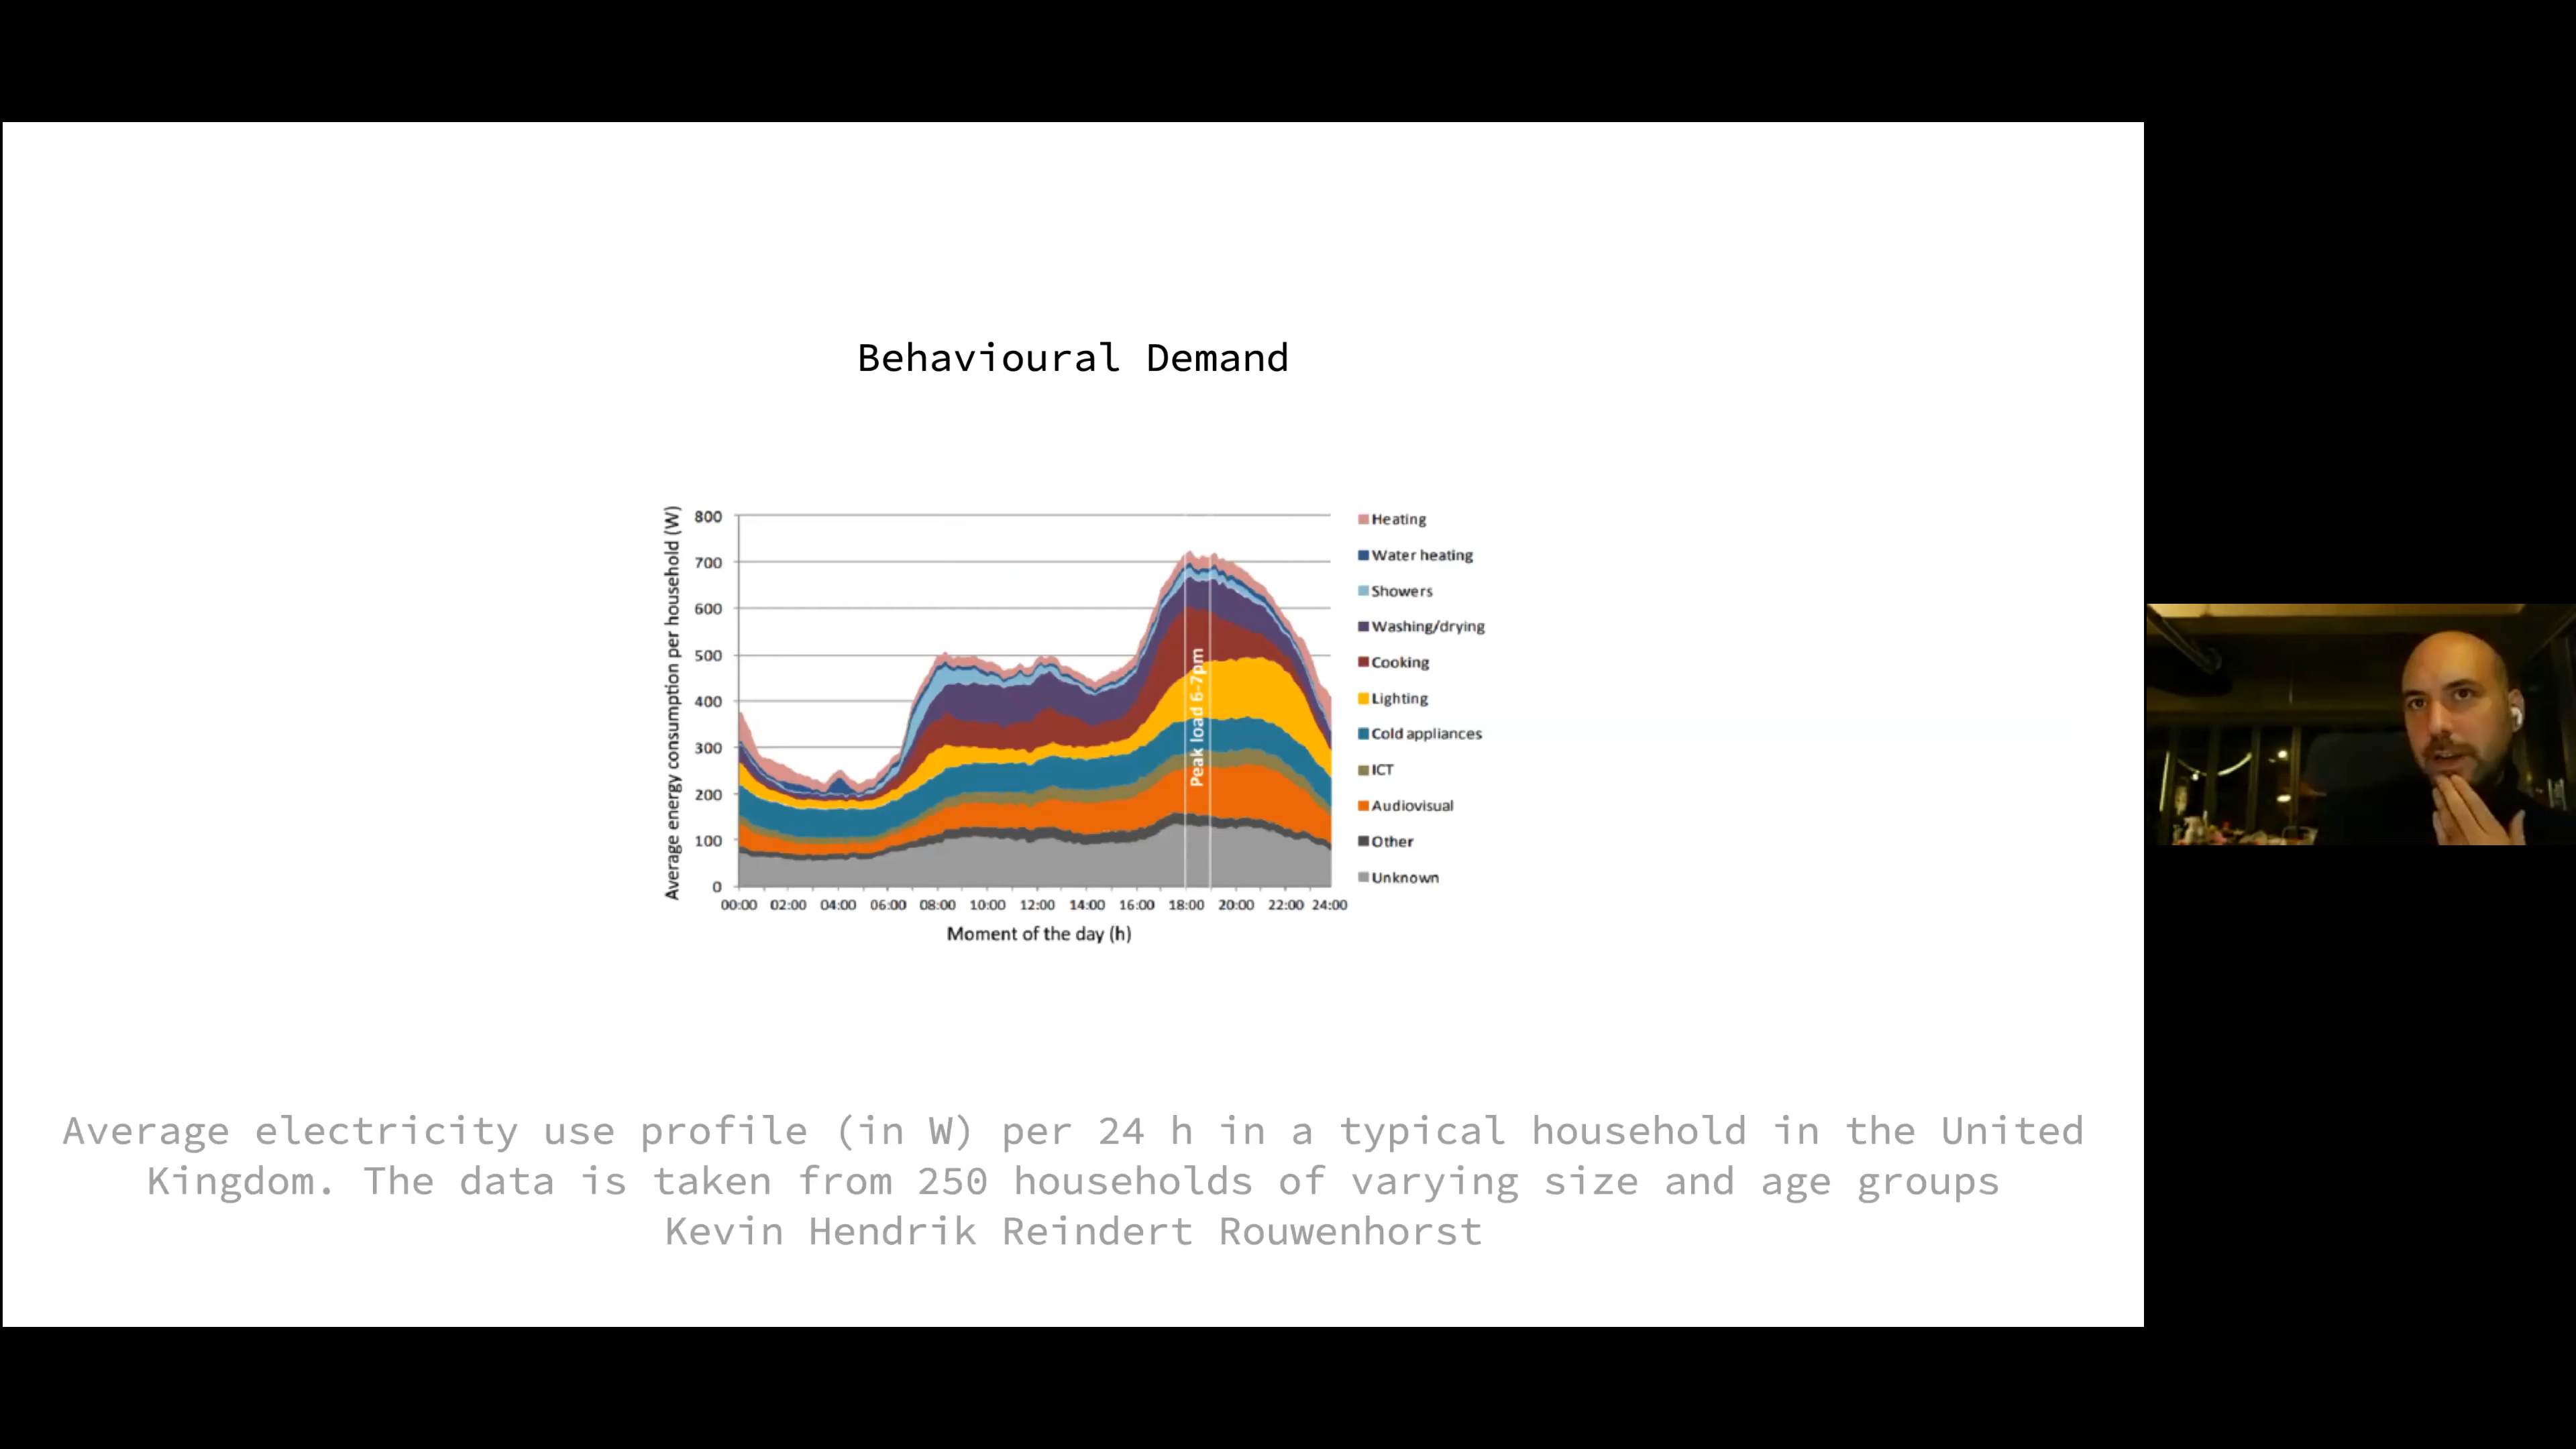 Behavioural Demand
Average energy consumption per household (W)
800
700
600
500
400
300
200
100
0
Peak load 6-7pm
00:00 02:00 04:00 06:00 08:00 10:00 12:00 14:00 16:00 18:00 20:00 22:00 24:00
Moment of the day (h)
Heating
Water heating
Showers
Washing/drying
Cooking
Lighting
Cold appliances
ICT
Audiovisual
Other
Unknown
Average electricity use profile (in W) per 24 h in a typical household in the United
Kingdom. The data is taken from 250 households of varying size and age groups
Kevin Hendrik Reindert Rouwenhorst